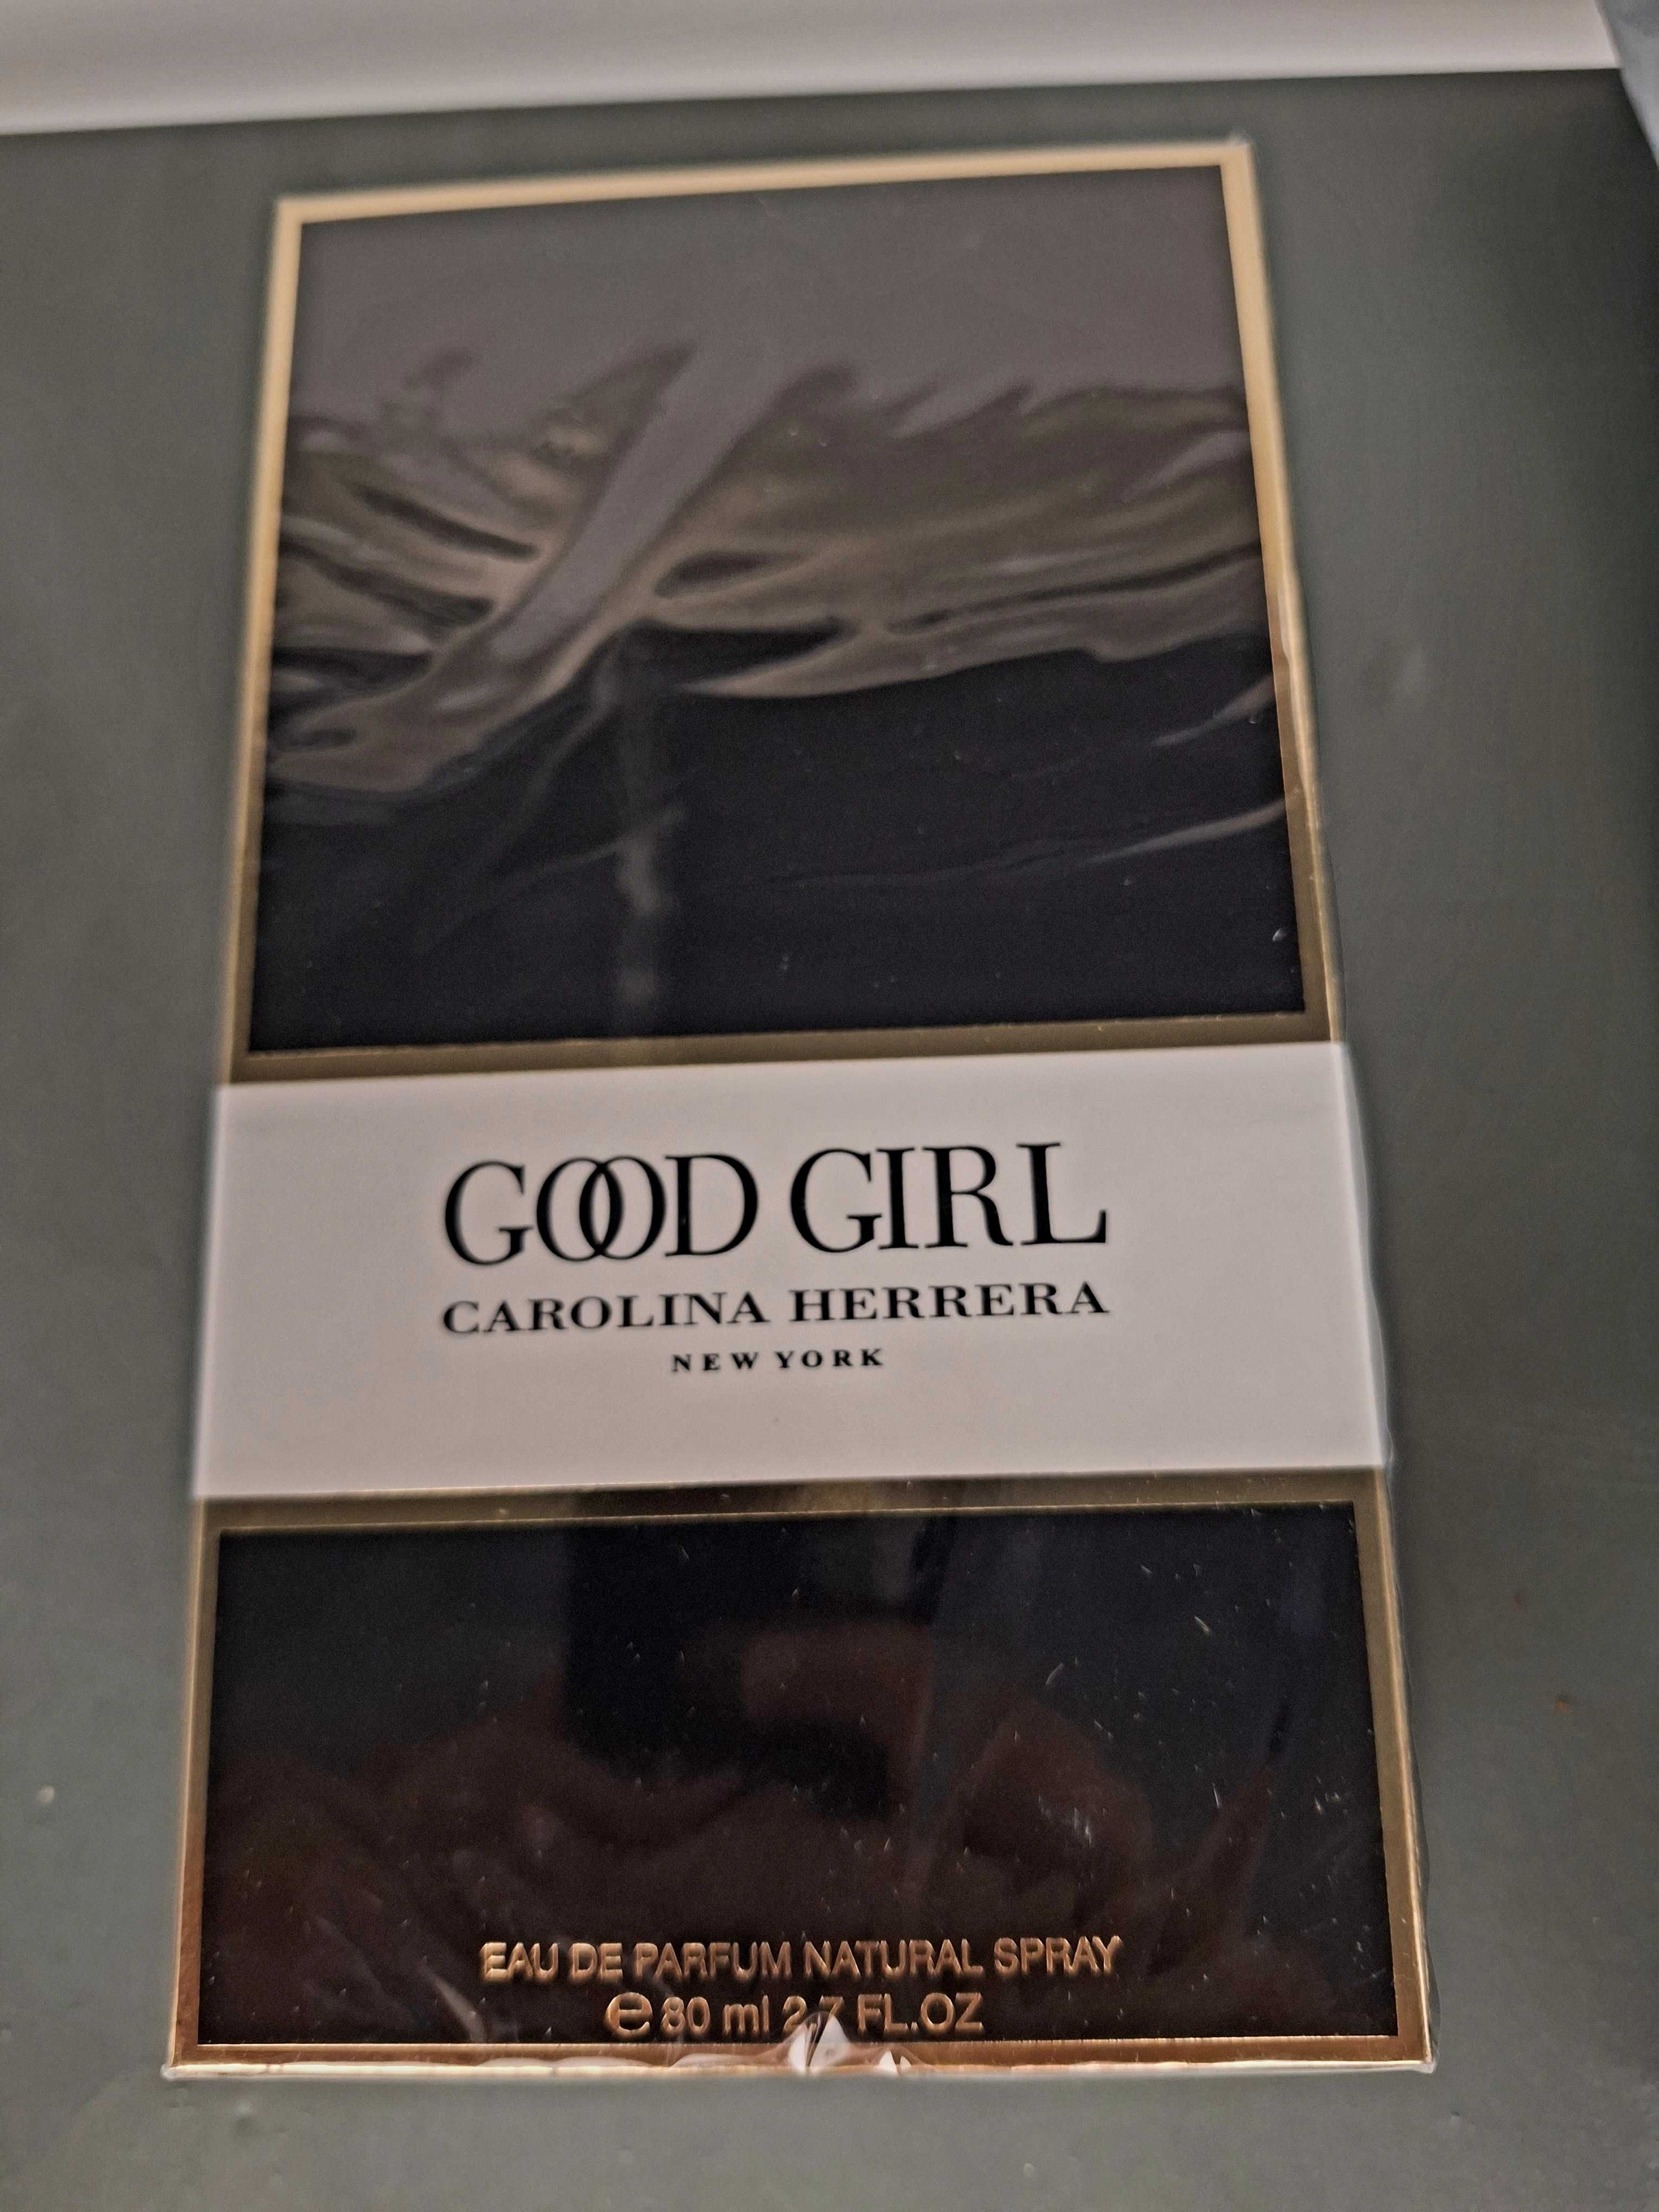 GOOD GIRL
CAROLINA HERRERA
NEW YORK
EAU DE PARFUM NATURAL SPRAY
℮ 80 ml 2.7 FL.OZ